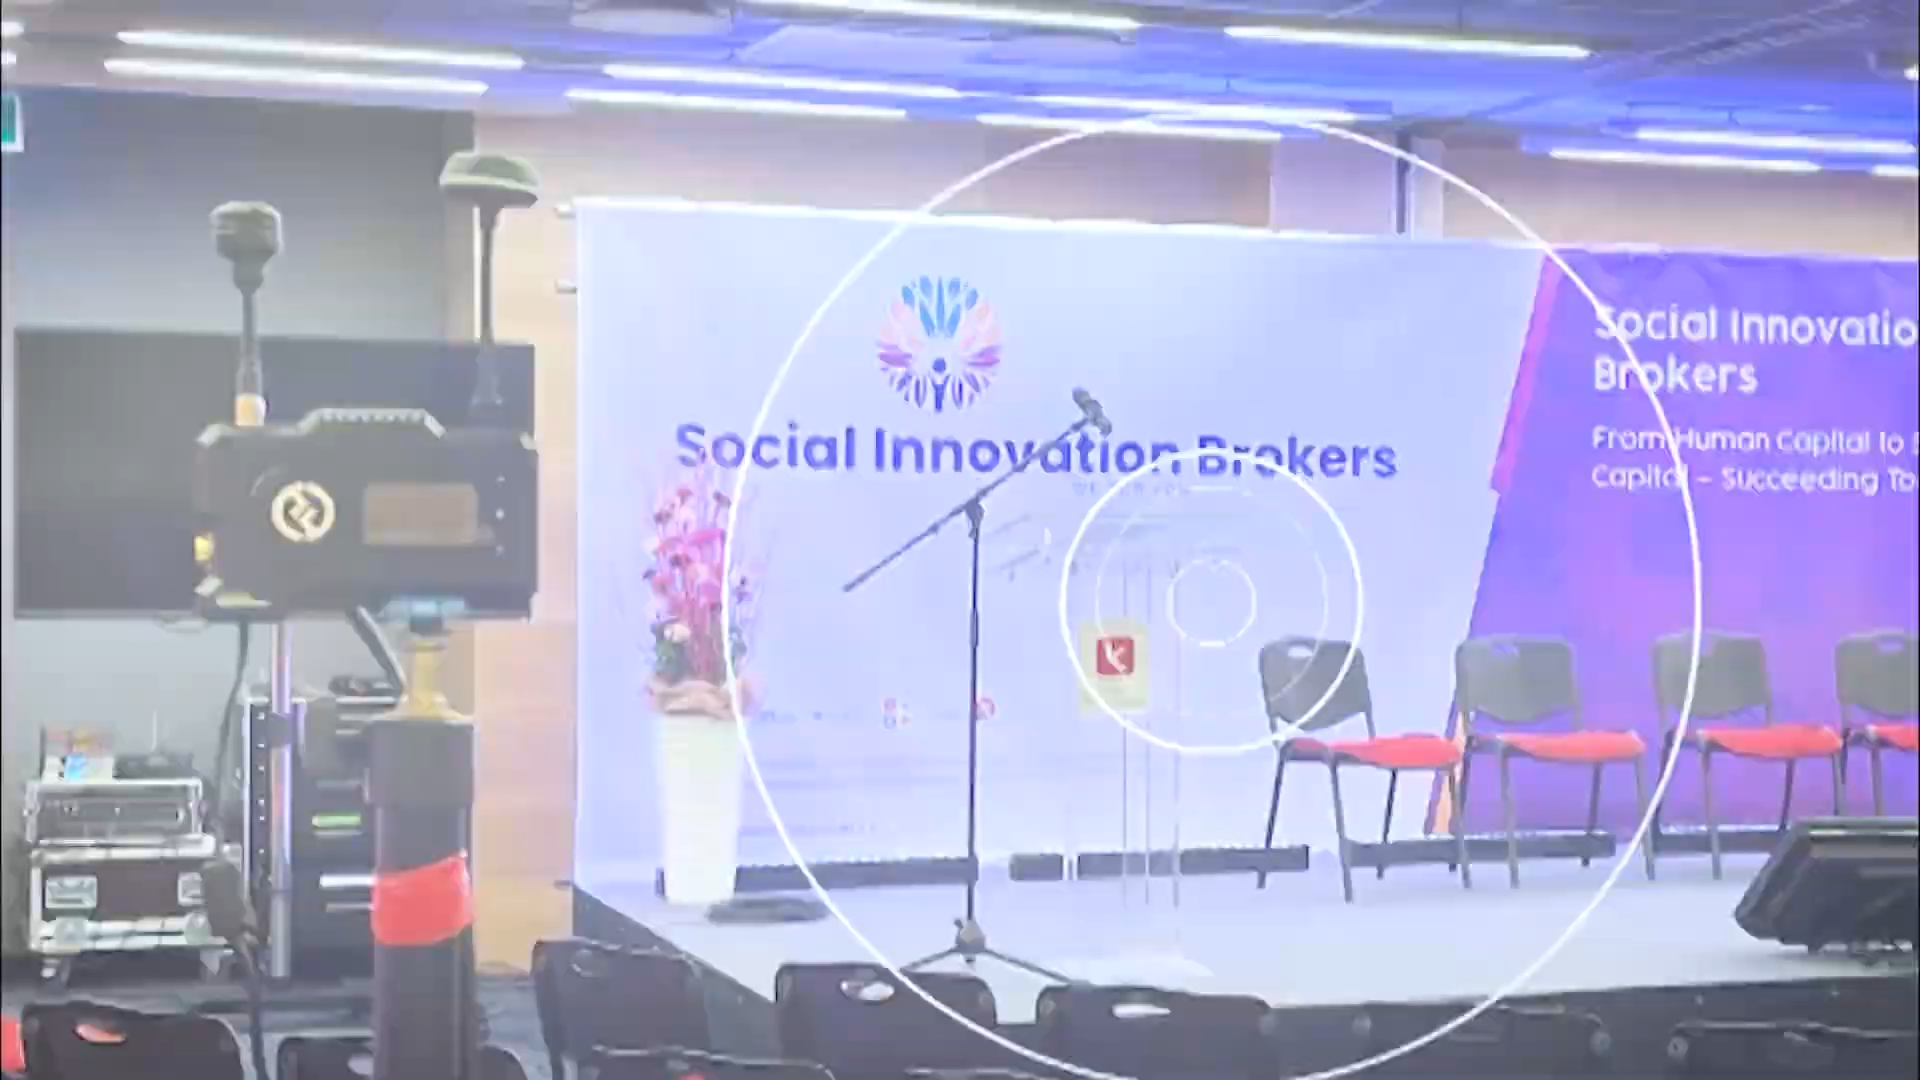 Social Innovation Brokers
Social Innovatio
Brokers
From Human Capital to S
Capital – Succeeding To